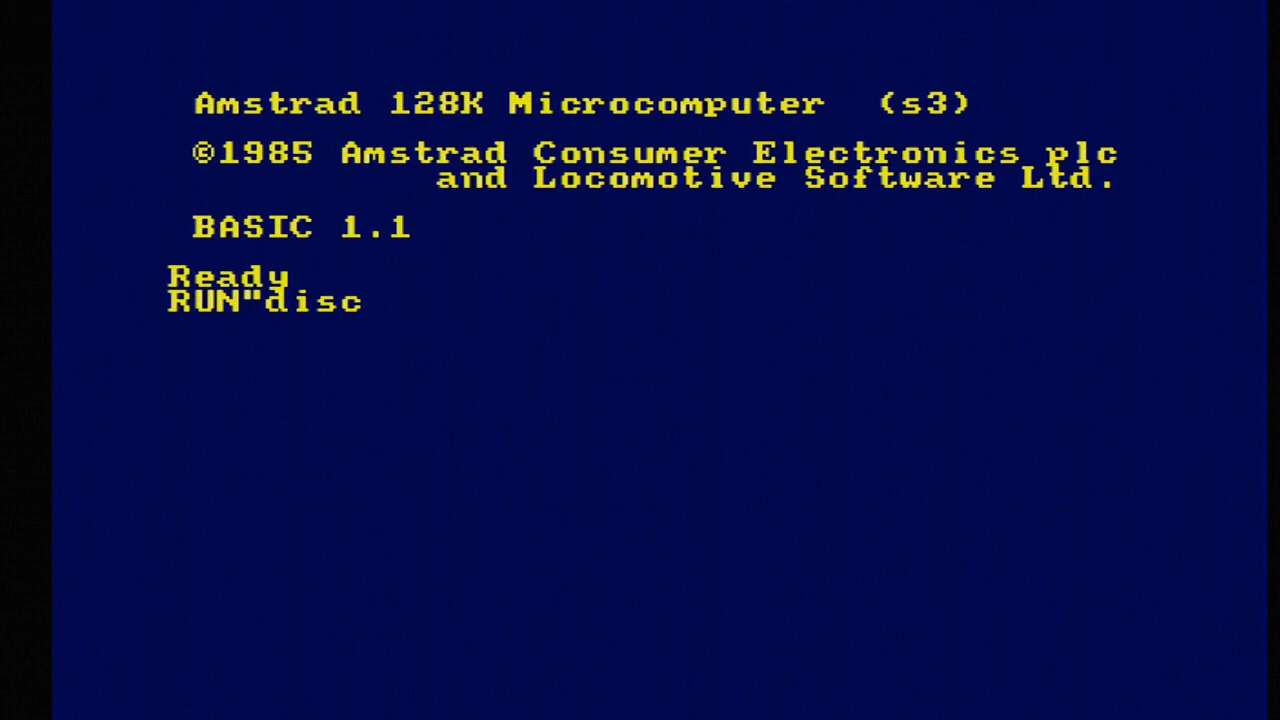 Amstrad 128K Microcomputer  (s3)
©1985 Amstrad Consumer Electronics plc
and Locomotive Software Ltd.
BASIC 1.1
Ready
RUN"disc